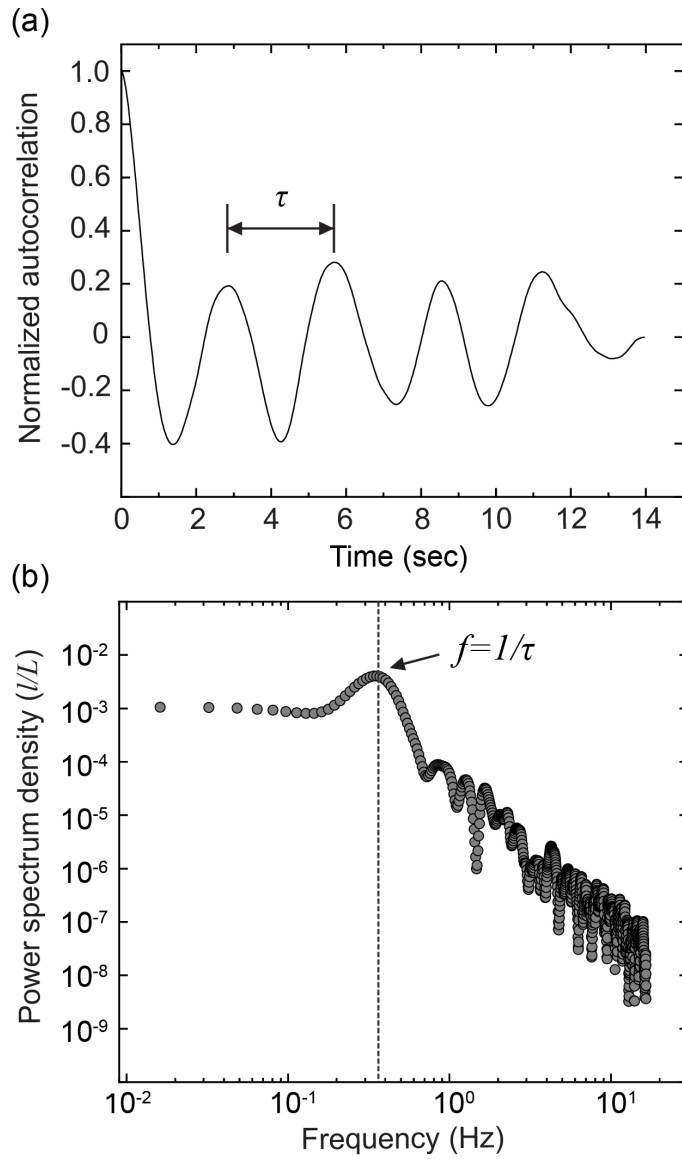 (a)
Normalized autocorrelation
1.0
0.8
0.6
0.4
0.2
0
-0.2
-0.4
τ
0 2 4 6 8 10 12 14
Time (sec)
(b)
Power spectrum density (l/L)
10⁻²
10⁻³
10⁻⁴
10⁻⁵
10⁻⁶
10⁻⁷
10⁻⁸
10⁻⁹
f=1/τ
10⁻² 10⁻¹ 10⁰ 10¹
Frequency (Hz)